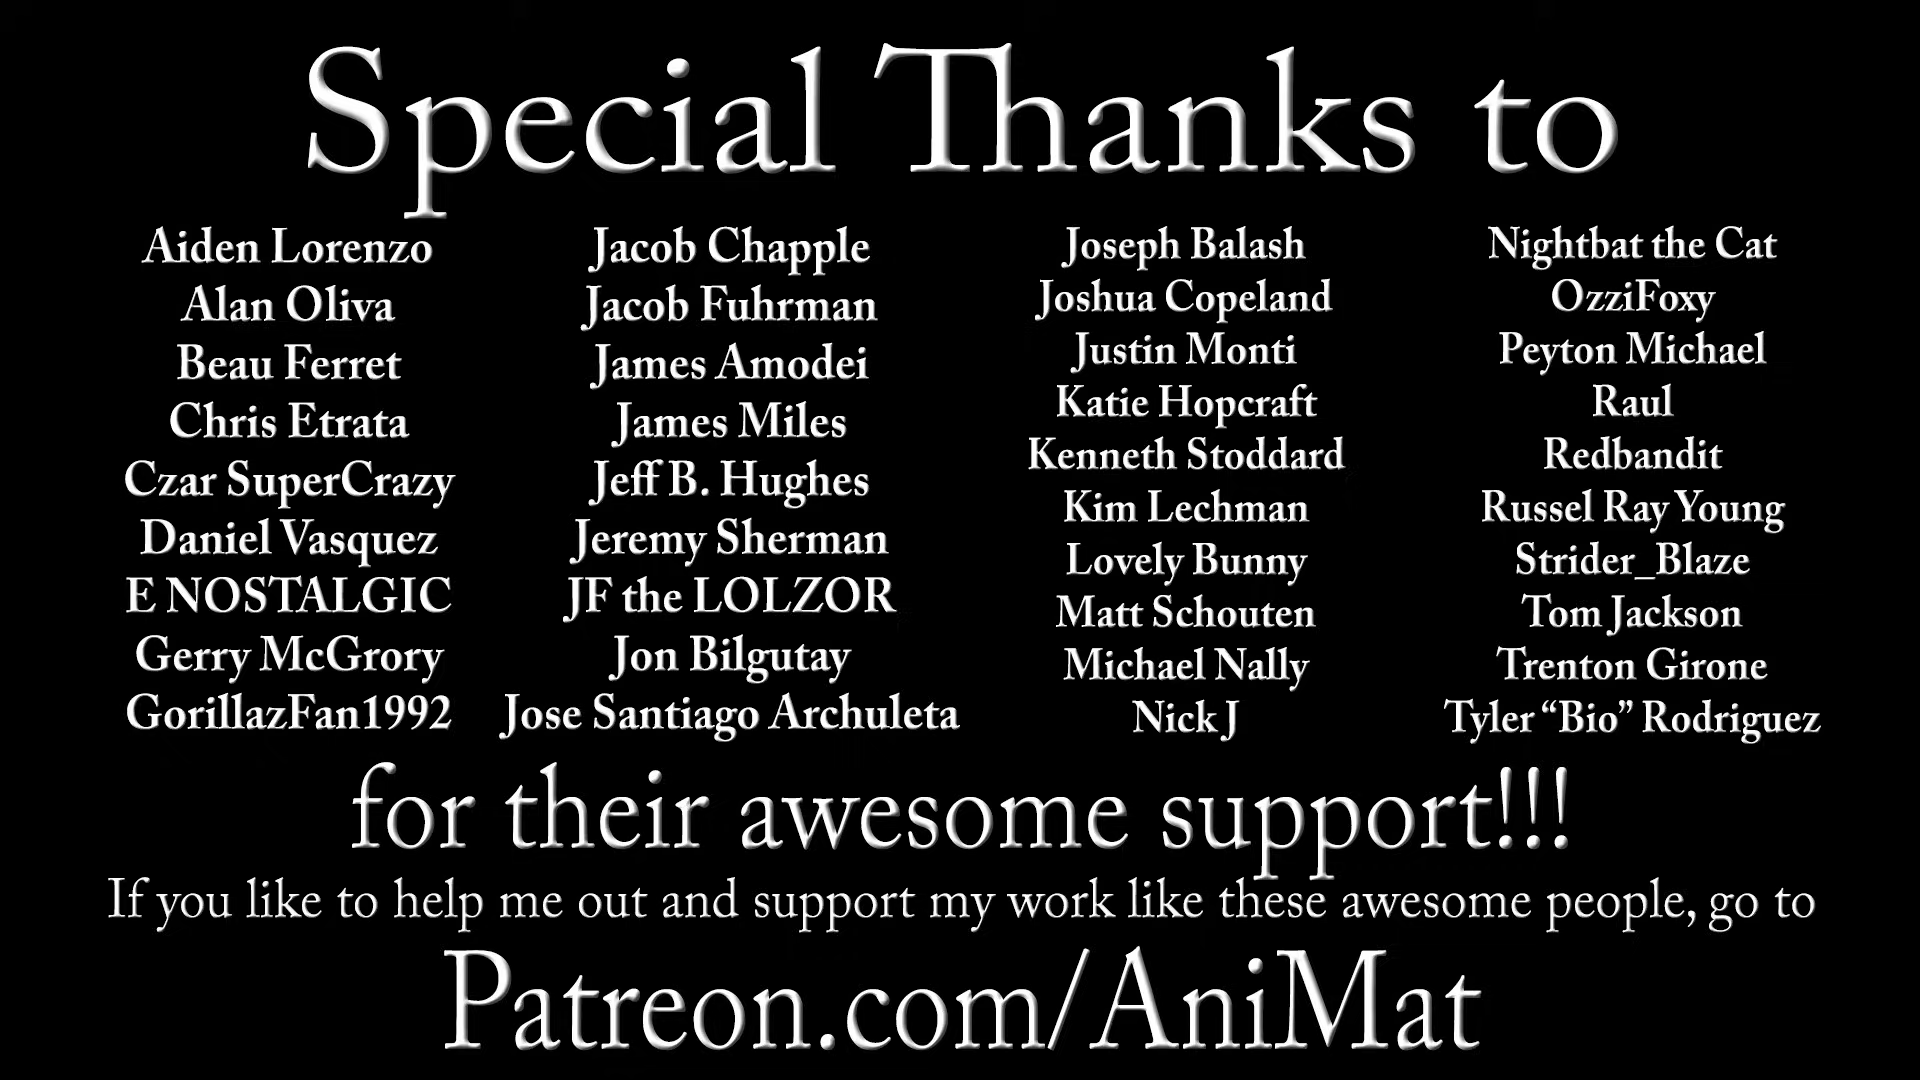 Special Thanks to
Aiden Lorenzo
Alan Oliva
Beau Ferret
Chris Etrata
Czar SuperCrazy
Daniel Vasquez
E NOSTALGIC
Gerry McGrory
GorillazFan1992
Jacob Chapple
Jacob Fuhrman
James Amodei
James Miles
Jeff B. Hughes
Jeremy Sherman
JF the LOLZOR
Jon Bilgutay
Jose Santiago Archuleta
Joseph Balash
Joshua Copeland
Justin Monti
Katie Hopcraft
Kenneth Stoddard
Kim Lechman
Lovely Bunny
Matt Schouten
Michael Nally
Nick J
Nightbat the Cat
OzziFoxy
Peyton Michael
Raul
Redbandit
Russel Ray Young
Strider_Blaze
Tom Jackson
Trenton Girone
Tyler “Bio” Rodriguez
for their awesome support!!!
If you like to help me out and support my work like these awesome people, go to
Patreon.com/AniMat